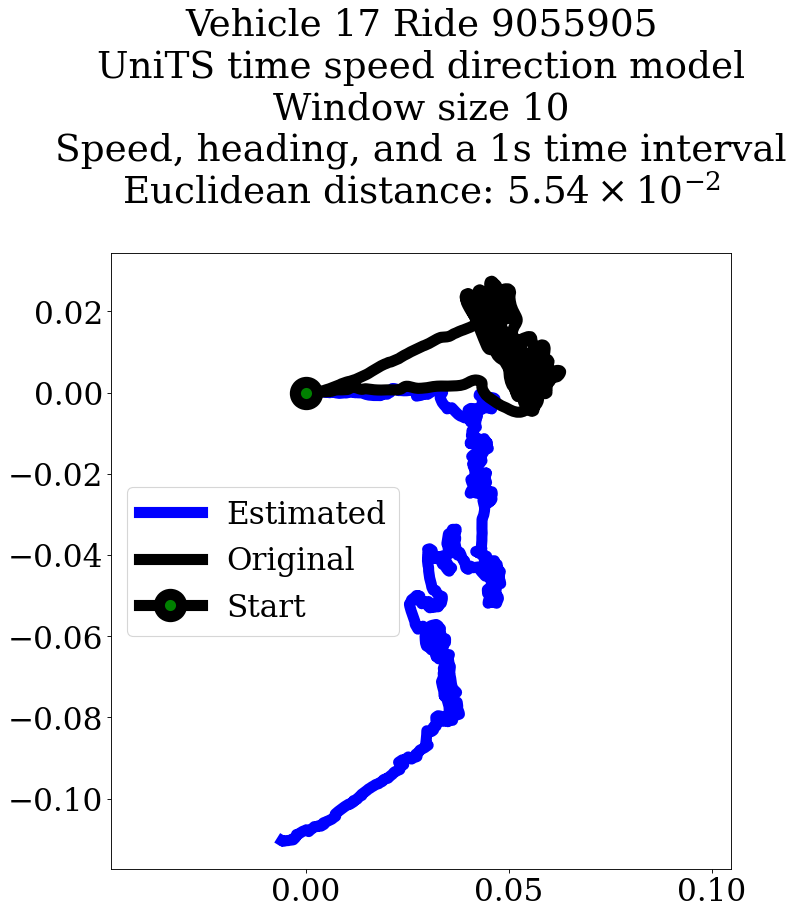 Vehicle 17 Ride 9055905
UniTS time speed direction model
Window size 10
Speed, heading, and a 1s time interval
Euclidean distance: 5.54 × 10⁻²
0.02
0.00
−0.02
−0.04
−0.06
−0.08
−0.10
Estimated
Original
Start
0.00 0.05 0.10